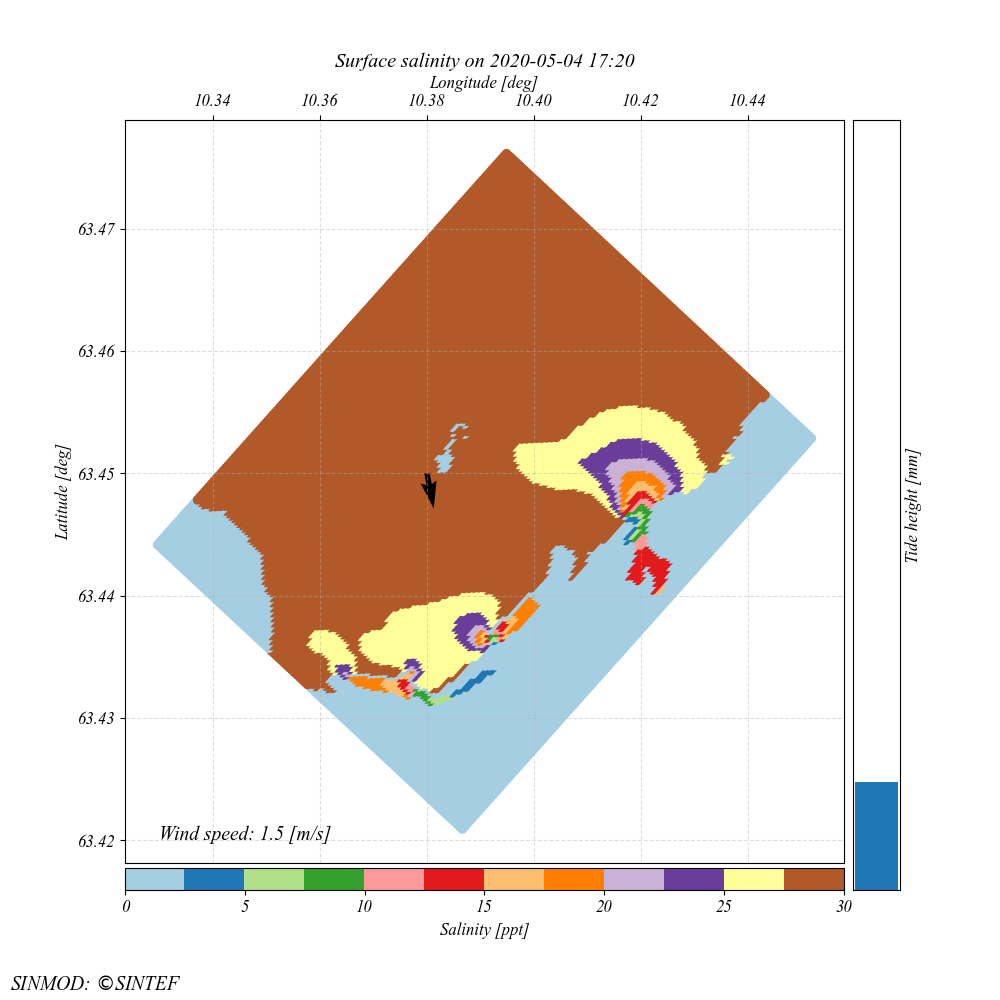 Surface salinity on 2020-05-04 17:20
Longitude [deg]
10.34 10.36 10.38 10.40 10.42 10.44
63.47
63.46
63.45
63.44
63.43
63.42
Latitude [deg]
Tide height [mm]
Wind speed: 1.5 [m/s]
0 5 10 15 20 25 30
Salinity [ppt]
SINMOD: ©SINTEF